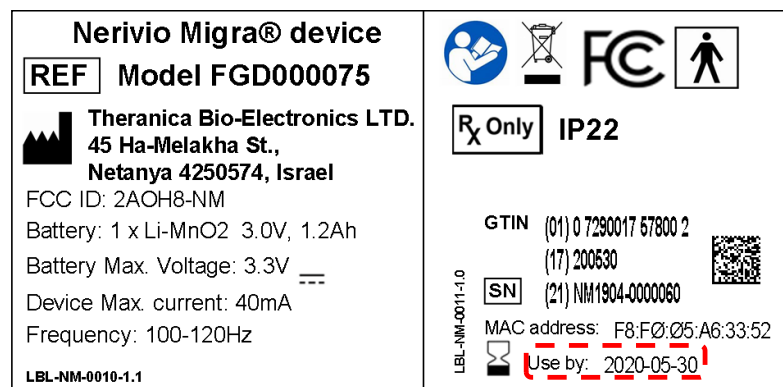 Nerivio Migra® device
REF Model FGD000075
Theranica Bio-Electronics LTD.
45 Ha-Melakha St.,
Netanya 4250574, Israel
FCC ID: 2AOH8-NM
Battery: 1 x Li-MnO2 3.0V, 1.2Ah
Battery Max. Voltage: 3.3V
Device Max. current: 40mA
Frequency: 100-120Hz
LBL-NM-0010-1.1
FC
Rx Only IP22
GTIN (01) 0 7290017 57800 2
(17) 200530
SN (21) NM1904-0000060
MAC address: F8:FØ:Ø5:A6:33:52
Use by: 2020-05-30
LBL-NM-0011-1.0